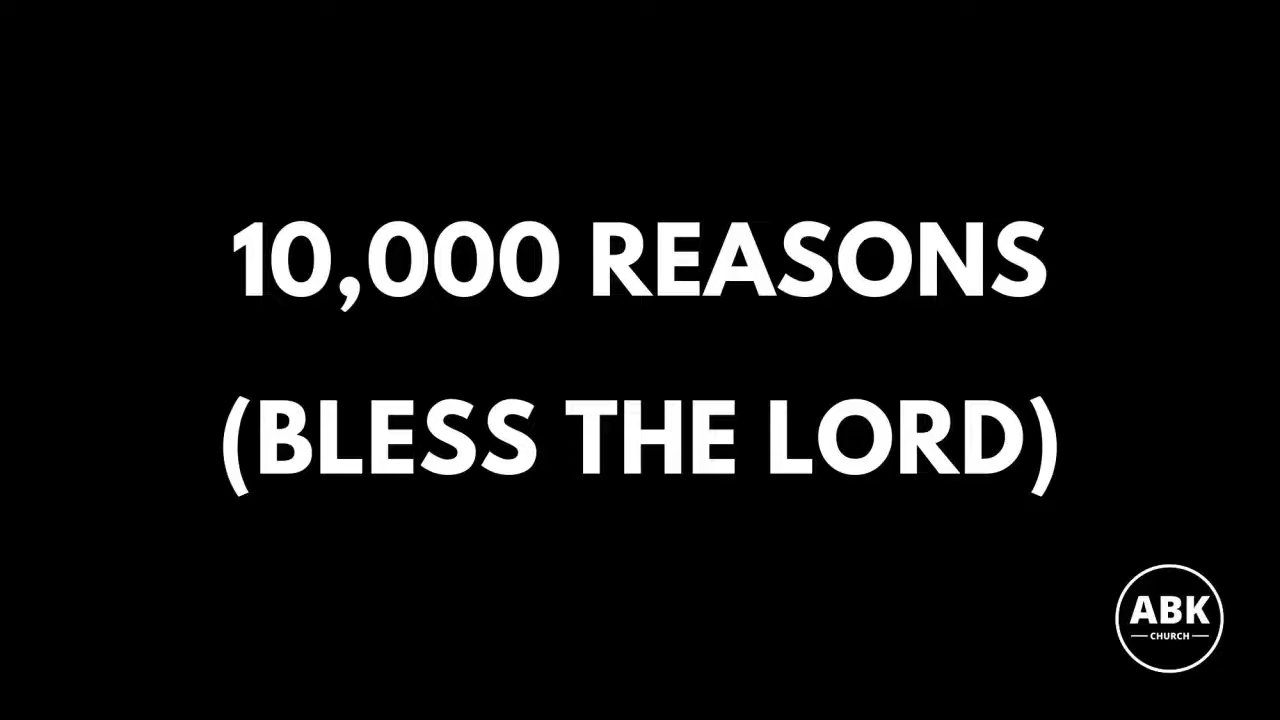 10,000 REASONS
(BLESS THE LORD)
ABK
CHURCH